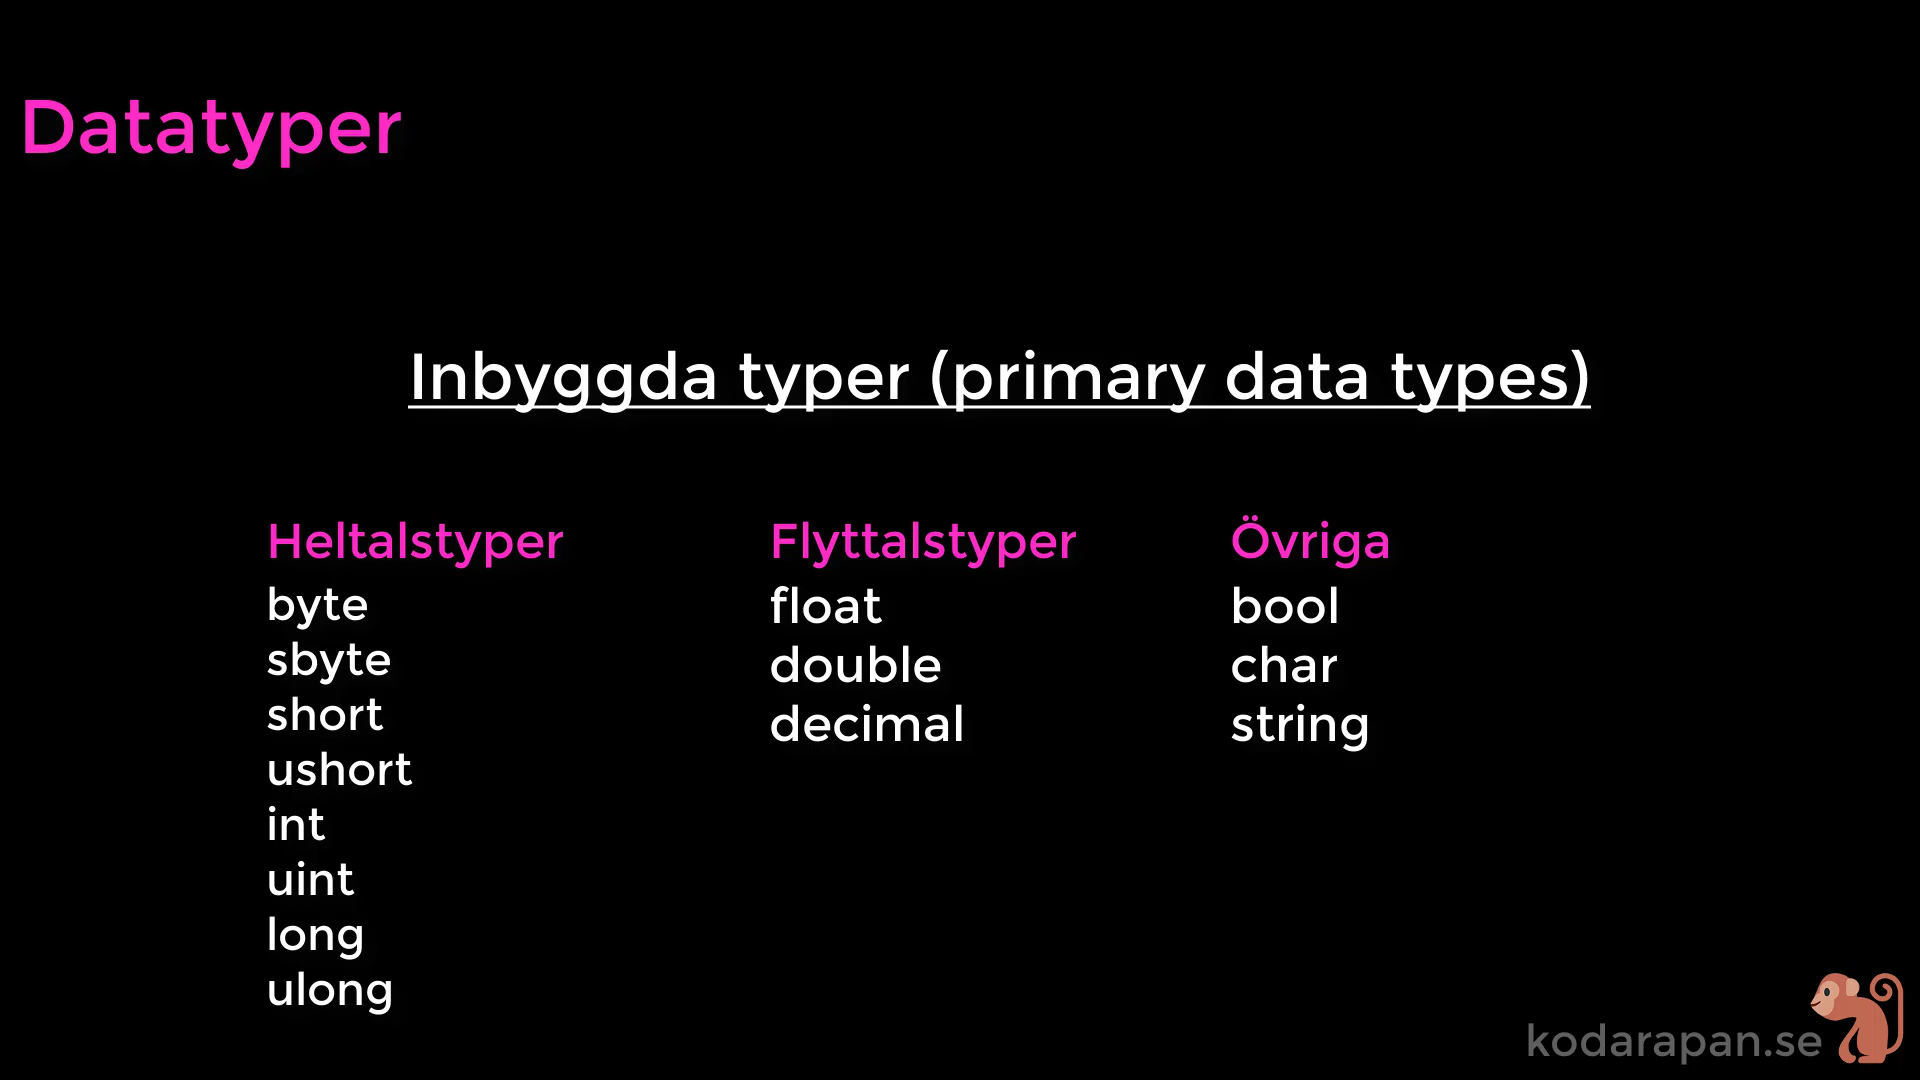 Datatyper
Inbyggda typer (primary data types)
Heltalstyper
byte
sbyte
short
ushort
int
uint
long
ulong
Flyttalstyper
float
double
decimal
Övriga
bool
char
string
kodarapan.se